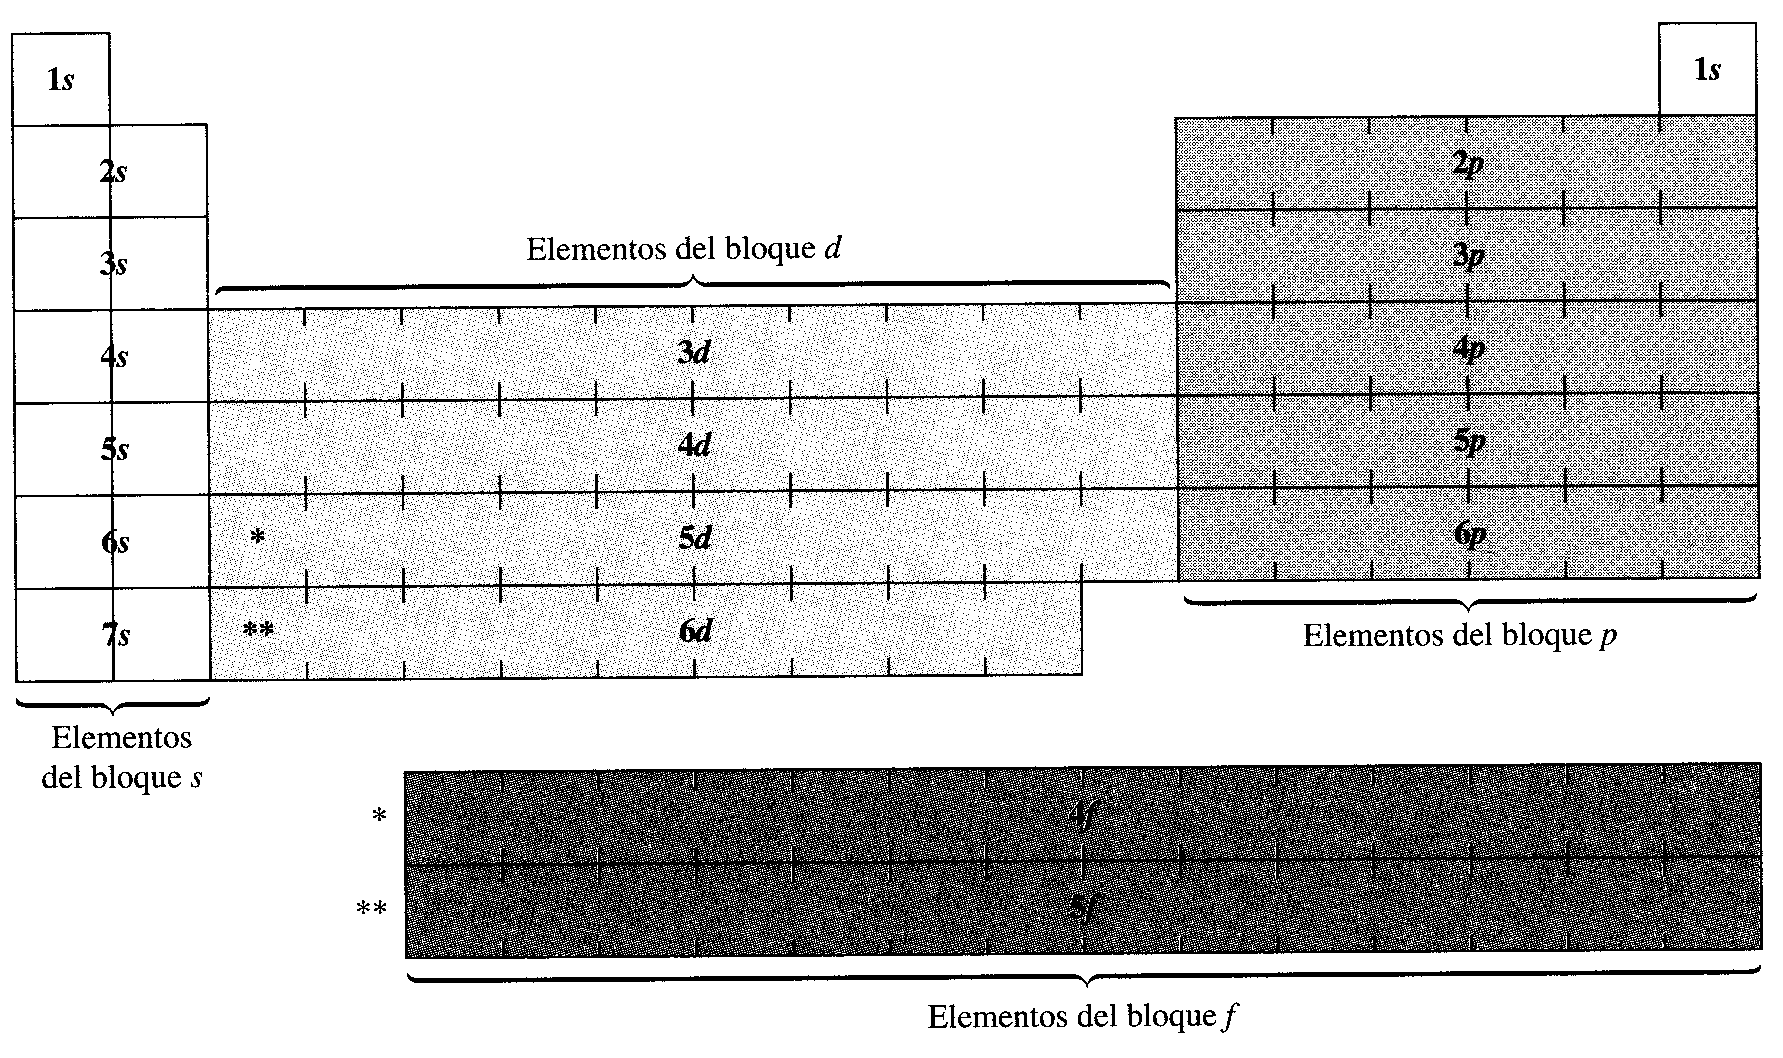 1s 1s
2s 2p
3s 3p
Elementos del bloque d
4s 3d 4p
5s 4d 5p
6s * 5d 6p
7s ** 6d
Elementos del bloque p
Elementos
del bloque s
* 4f
** 5f
Elementos del bloque f